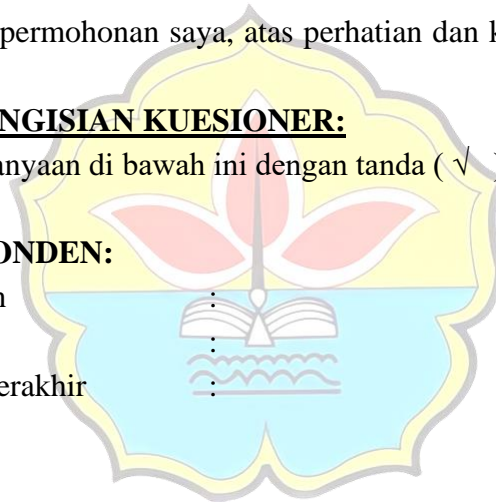 permohonan saya, atas perhatian dan k
NGISIAN KUESIONER:
anyaan di bawah ini dengan tanda ( √ )
ONDEN:
:
:
erakhir :